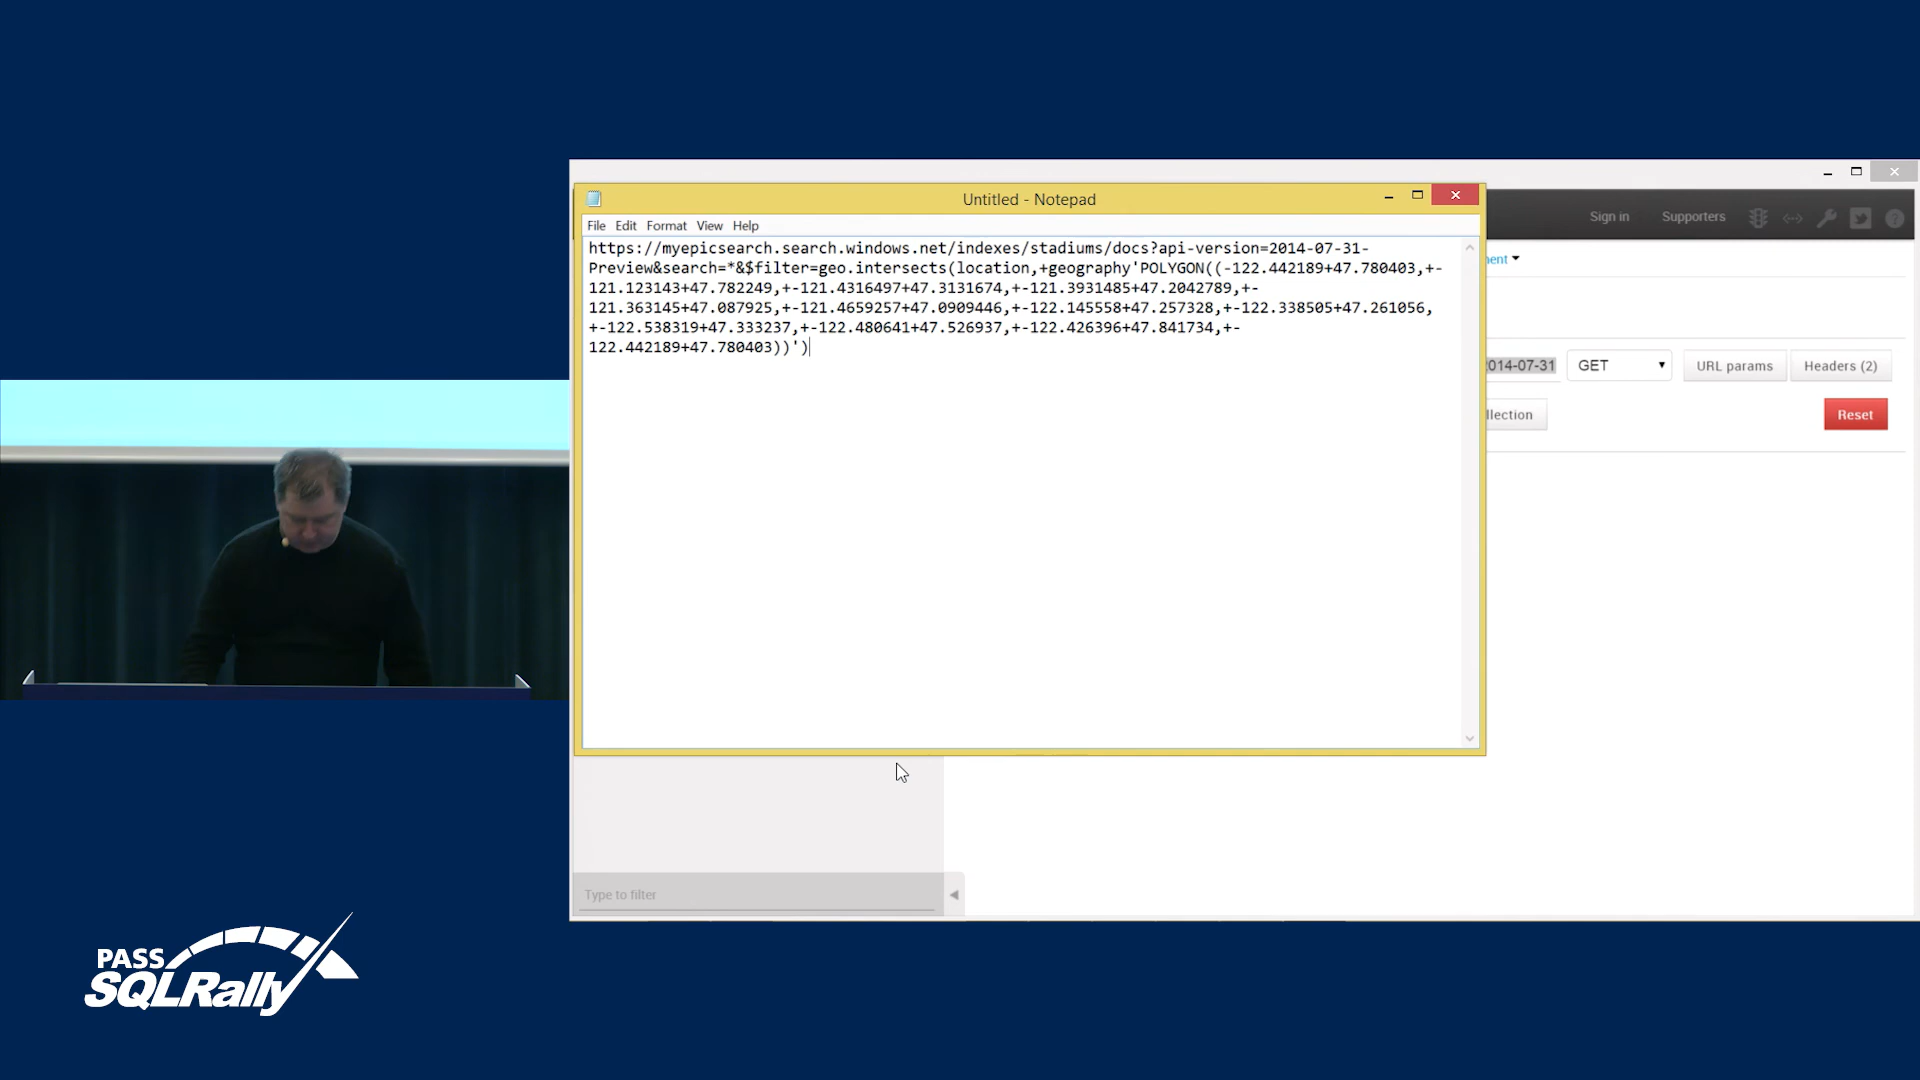 Untitled - Notepad
File Edit Format View Help
https://myepicsearch.search.windows.net/indexes/stadiums/docs?api-version=2014-07-31-
Preview&search=*&$filter=geo.intersects(location,+geography'POLYGON((-122.442189+47.780403,+-
121.123143+47.782249,+-121.4316497+47.3131674,+-121.3931485+47.2042789,+-
121.363145+47.087925,+-121.4659257+47.0909446,+-122.145558+47.257328,+-122.338505+47.261056,
+-122.538319+47.333237,+-122.480641+47.526937,+-122.426396+47.841734,+-
122.442189+47.780403))')
Sign in Supporters
ent
2014-07-31 GET URL params Headers (2)
llection Reset
Type to filter
PASS
SQLRally